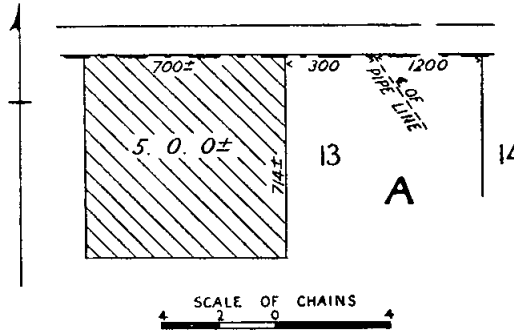 700±
300
1200
℄ OF
PIPE LINE
5. 0. 0±
714±
13
14
A
SCALE OF CHAINS
4 2 0 4